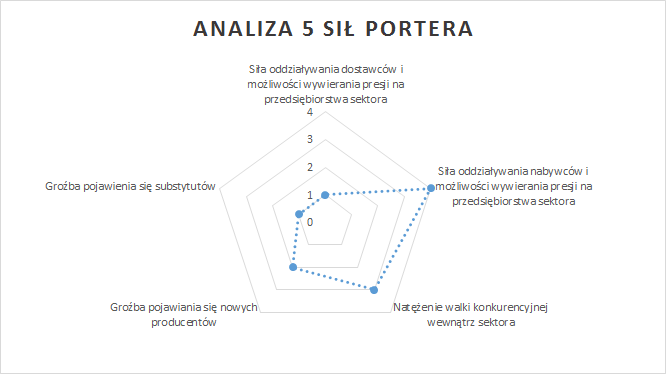 ANALIZA 5 SIŁ PORTERA
Siła oddziaływania dostawców i
możliwości wywierania presji na
przedsiębiorstwa sektora
4
3
2
1
0
Siła oddziaływania nabywców i
możliwości wywierania presji na
przedsiębiorstwa sektora
Groźba pojawienia się substytutów
Groźba pojawiania się nowych
producentów
Natężenie walki konkurencyjnej
wewnątrz sektora